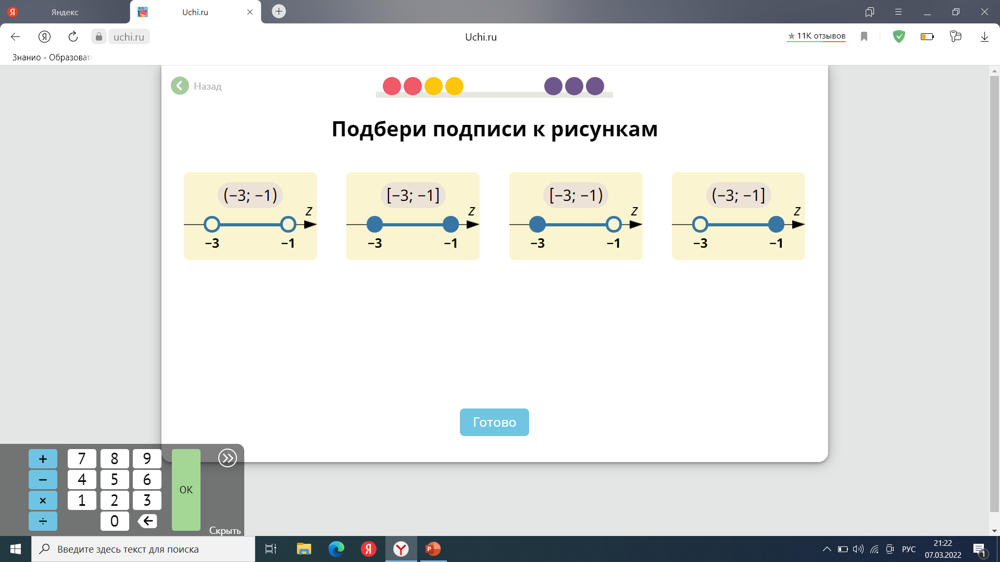 Яндекс
Uchi.ru
uchi.ru
Uchi.ru
11K отзывов
Знанио - Образоват
Назад
Подбери подписи к рисункам
(−3; −1)
[−3; −1]
[−3; −1)
(−3; −1]
z
z
z
z
−3 −1
−3 −1
−3 −1
−3 −1
Готово
+ 7 8 9
− 4 5 6
× 1 2 3
÷ 0
OK
Скрыть
Введите здесь текст для поиска
РУС
21:22
07.03.2022
1